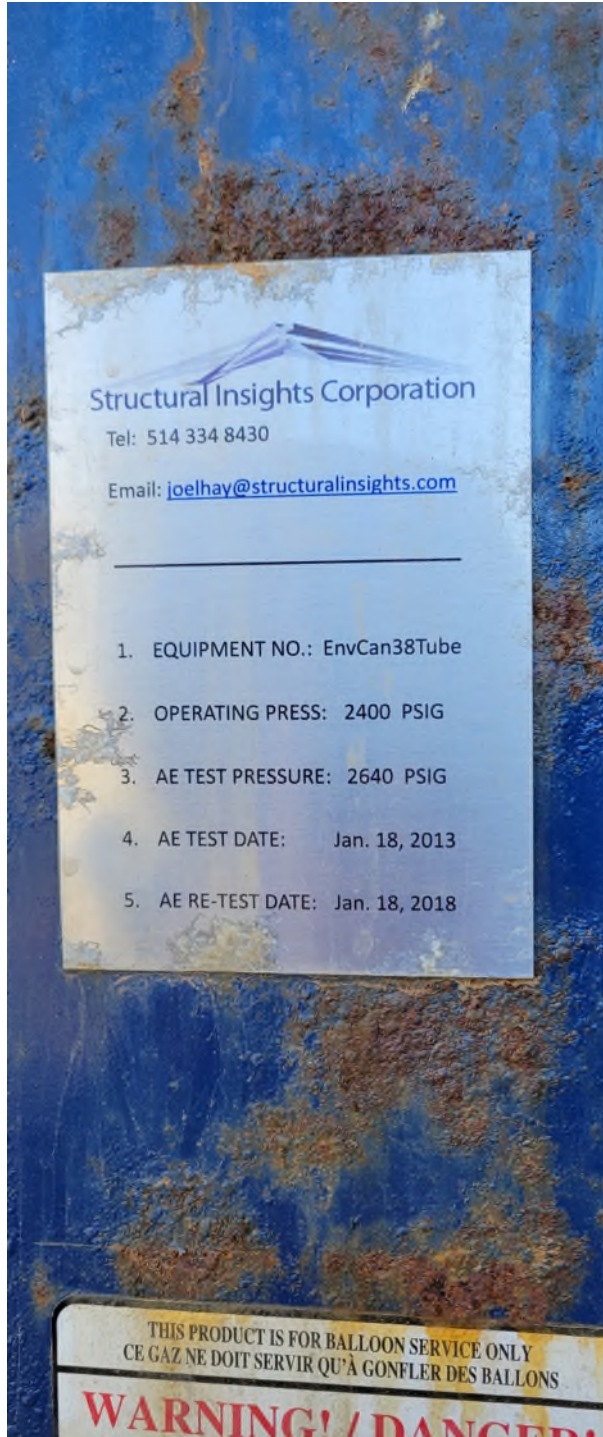 Structural Insights Corporation
Tel: 514 334 8430
Email: joelhay@structuralinsights.com
1. EQUIPMENT NO.: EnvCan38Tube
2. OPERATING PRESS: 2400 PSIG
3. AE TEST PRESSURE: 2640 PSIG
4. AE TEST DATE: Jan. 18, 2013
5. AE RE-TEST DATE: Jan. 18, 2018
THIS PRODUCT IS FOR BALLOON SERVICE ONLY
CE GAZ NE DOIT SERVIR QU'À GONFLER DES BALLONS
WARNING! / DANGER!